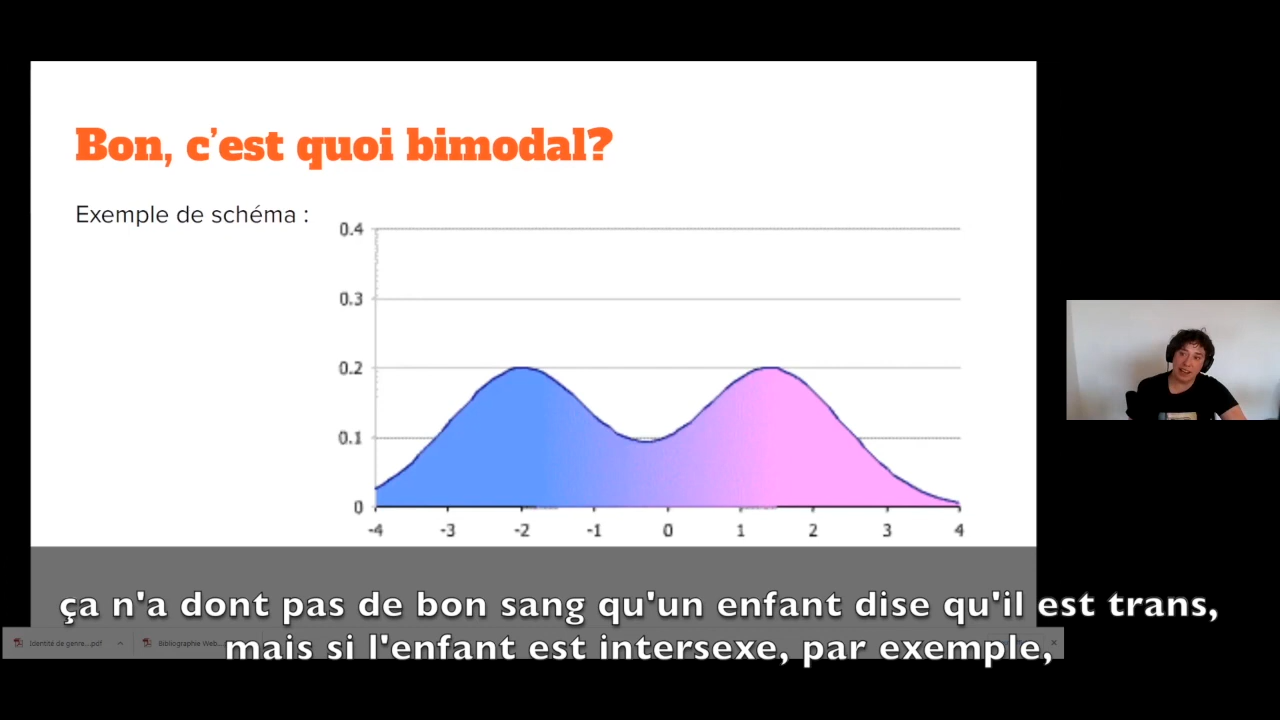 Bon, c'est quoi bimodal?
Exemple de schéma :
0.4
0.3
0.2
0.1
0
-4 -3 -2 -1 0 1 2 3 4
ça n'a dont pas de bon sang qu'un enfant dise qu'il est trans,
Identité de genre....pdf Bibliographie Web...
mais si l'enfant est intersexe, par exemple,